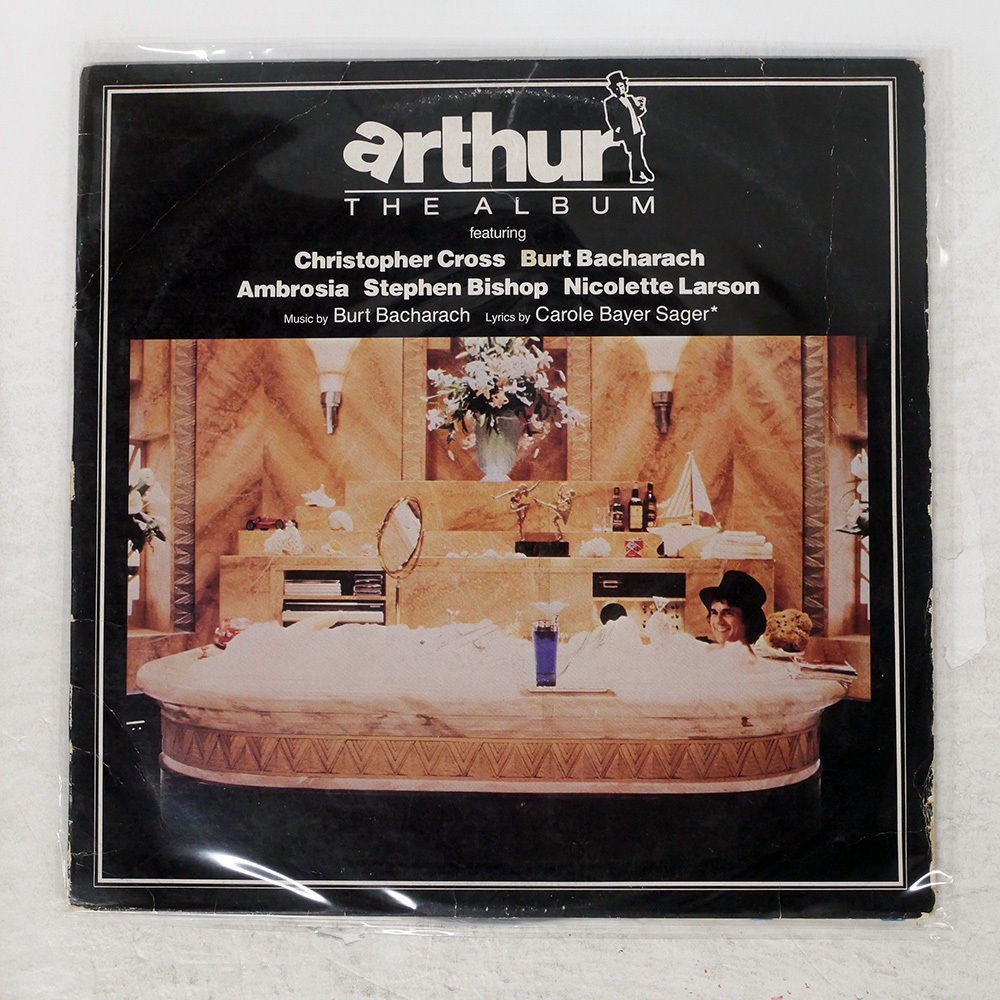 arthur
THE ALBUM
featuring
Christopher Cross Burt Bacharach
Ambrosia Stephen Bishop Nicolette Larson
Music by Burt Bacharach Lyrics by Carole Bayer Sager*